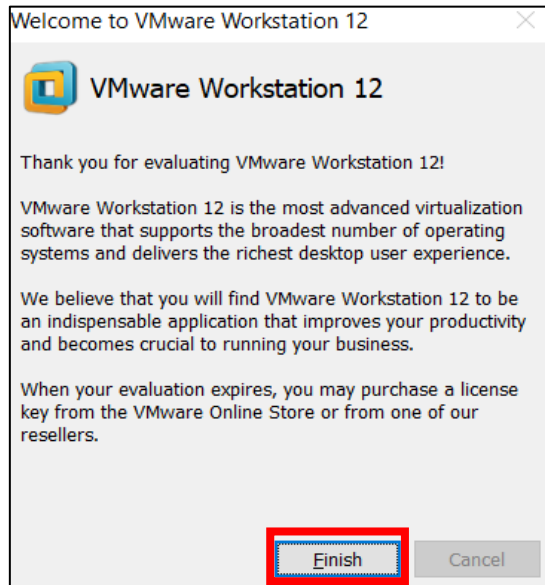 Welcome to VMware Workstation 12
VMware Workstation 12
Thank you for evaluating VMware Workstation 12!
VMware Workstation 12 is the most advanced virtualization
software that supports the broadest number of operating
systems and delivers the richest desktop user experience.
We believe that you will find VMware Workstation 12 to be
an indispensable application that improves your productivity
and becomes crucial to running your business.
When your evaluation expires, you may purchase a license
key from the VMware Online Store or from one of our
resellers.
Finish
Cancel